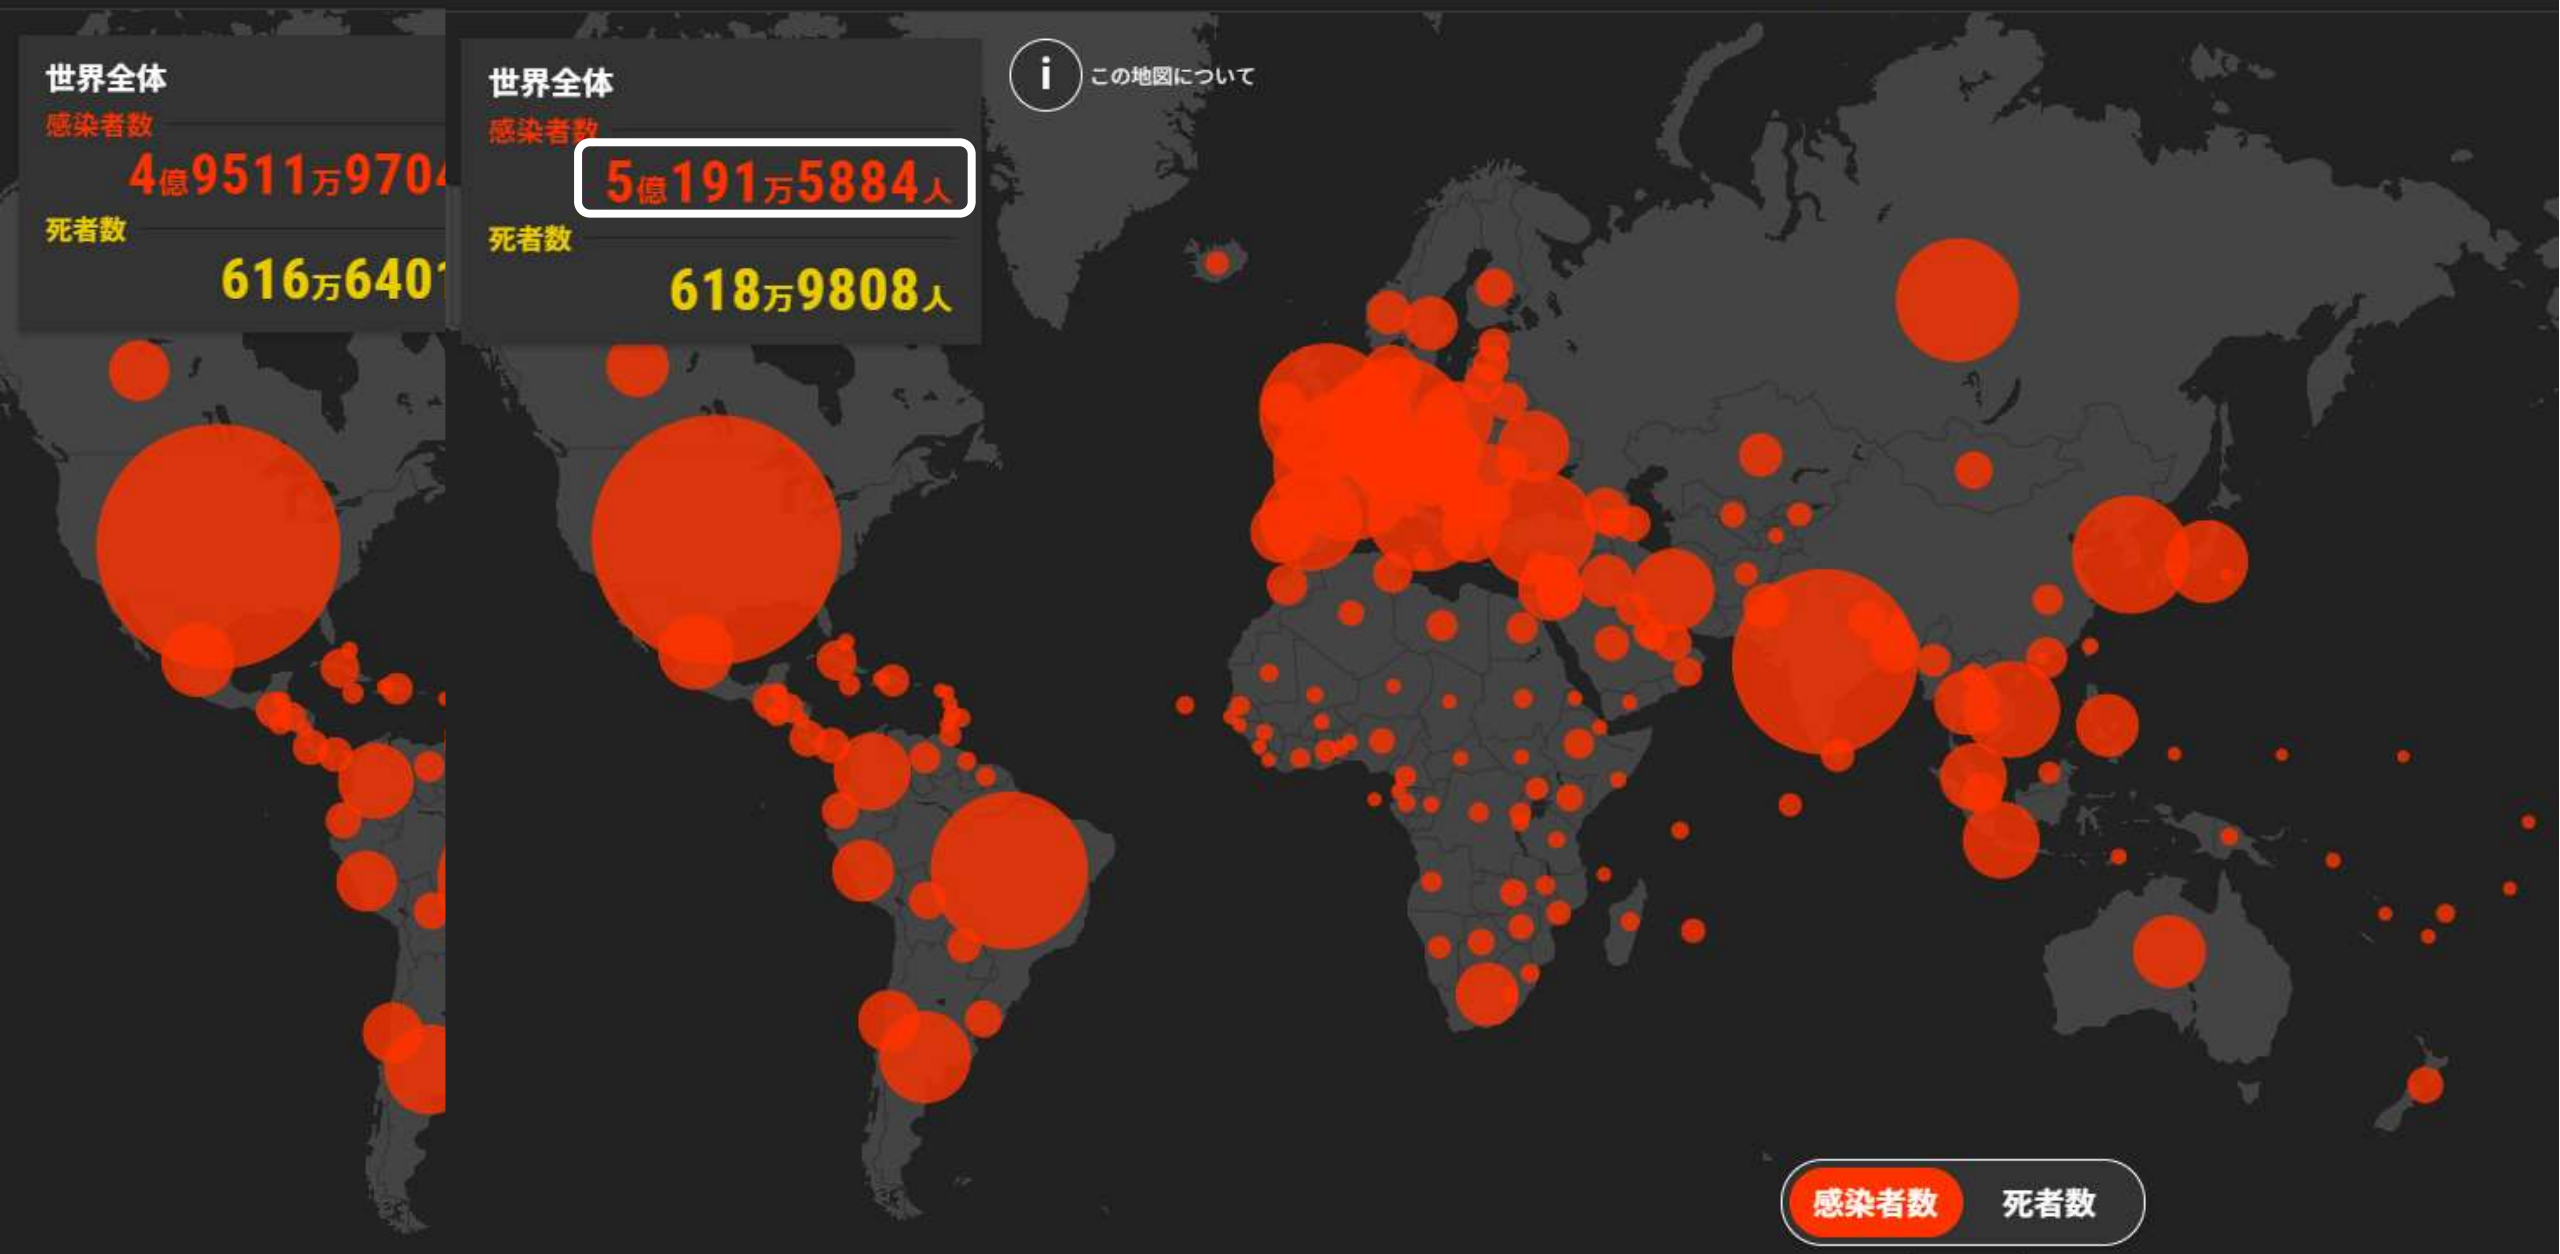 世界全体
感染者数
4億9511万9704
死者数
616万6401
世界全体
感染者数
5億191万5884人
死者数
618万9808人
i この地図について
感染者数 死者数